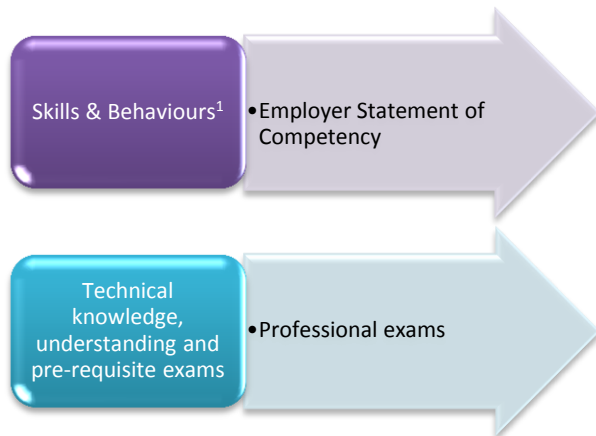 Skills & Behaviours¹
•Employer Statement of
Competency
Technical
knowledge,
understanding and
pre-requisite exams
•Professional exams